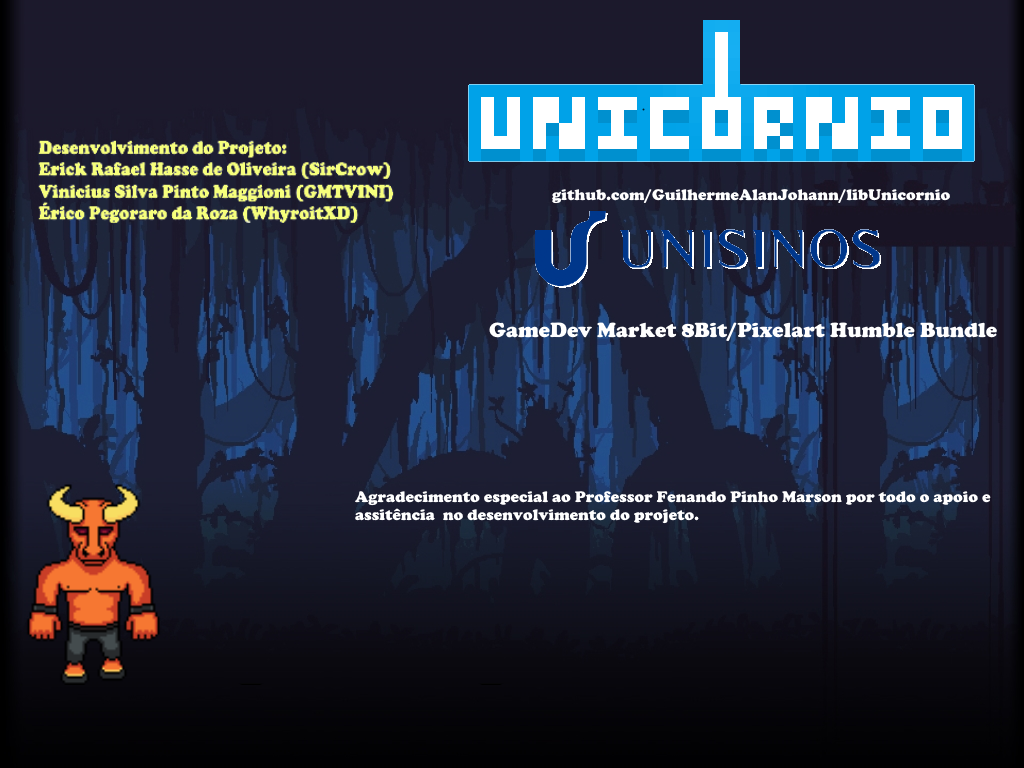 UNICORNIO
Desenvolvimento do Projeto:
Erick Rafael Hasse de Oliveira (SirCrow)
Vinicius Silva Pinto Maggioni (GMTVINI)
Érico Pegoraro da Roza (WhyroitXD)
github.com/GuilhermeAlanJohann/libUnicornio
UNISINOS
GameDev Market 8Bit/Pixelart Humble Bundle
Agradecimento especial ao Professor Fenando Pinho Marson por todo o apoio e
assitência no desenvolvimento do projeto.